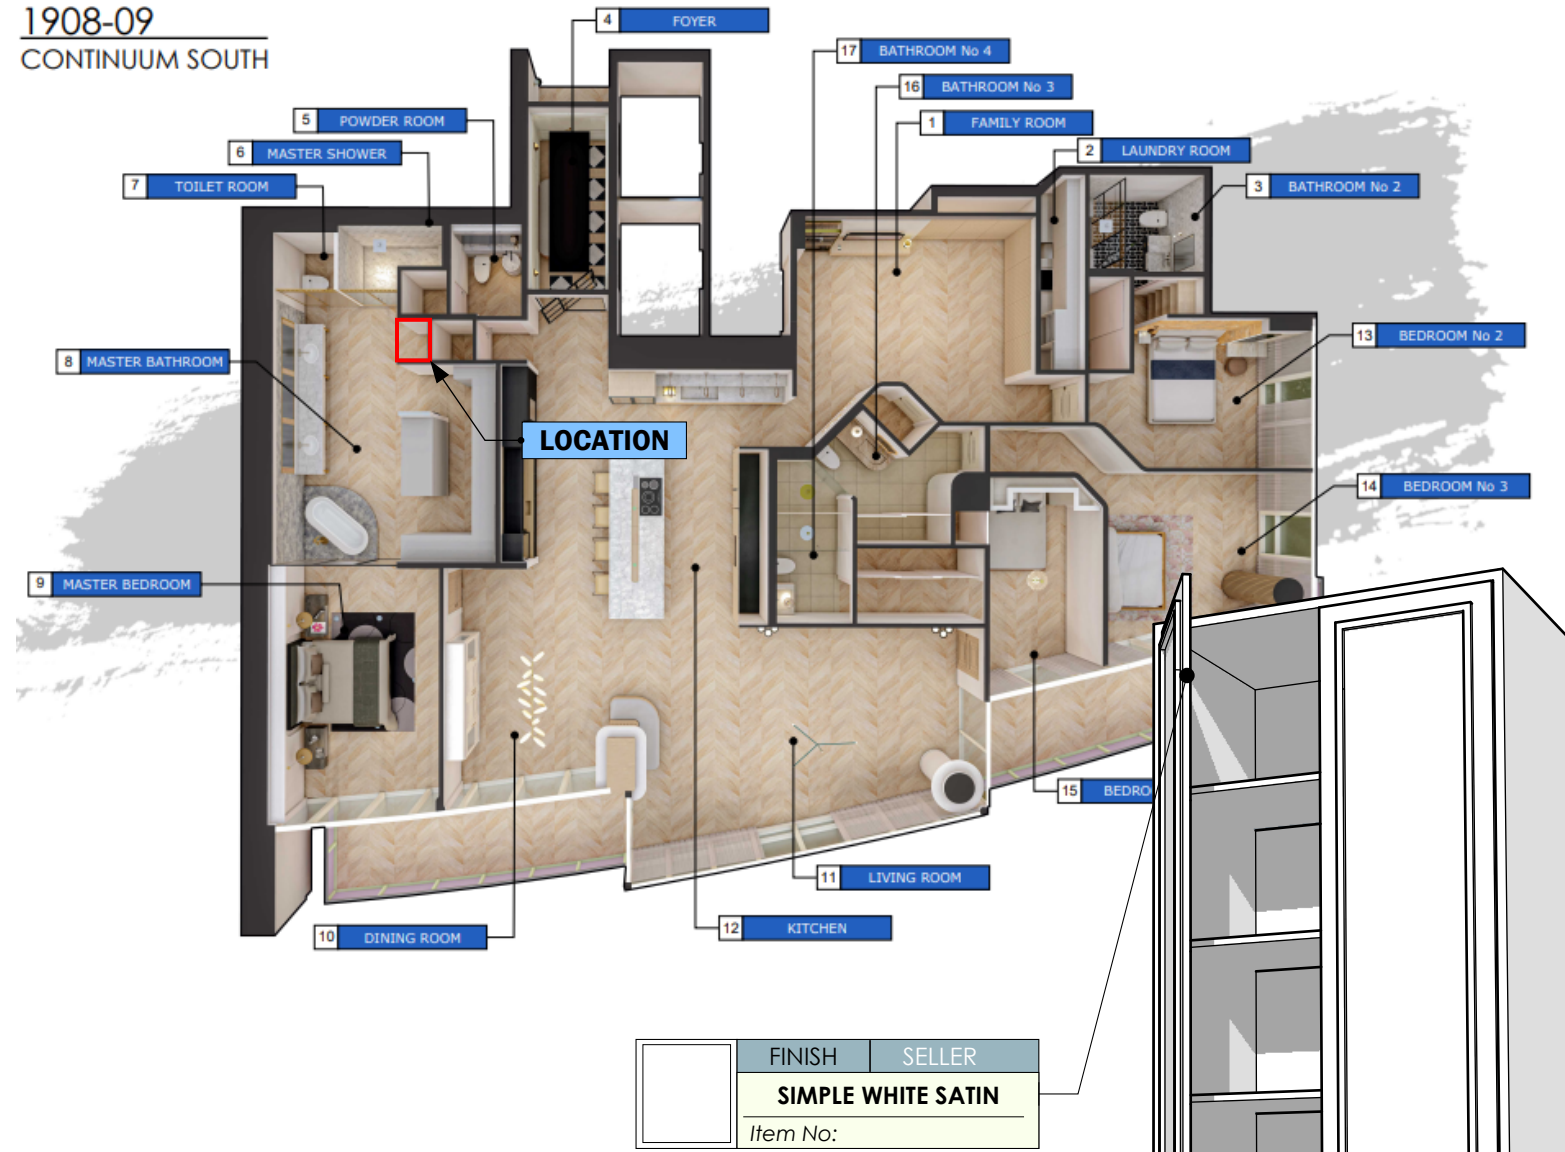 1908-09
CONTINUUM SOUTH
4 FOYER
17 BATHROOM No 4
16 BATHROOM No 3
5 POWDER ROOM
1 FAMILY ROOM
6 MASTER SHOWER
2 LAUNDRY ROOM
7 TOILET ROOM
3 BATHROOM No 2
13 BEDROOM No 2
8 MASTER BATHROOM
LOCATION
14 BEDROOM No 3
9 MASTER BEDROOM
15 BEDRO
11 LIVING ROOM
12 KITCHEN
10 DINING ROOM
FINISH SELLER
SIMPLE WHITE SATIN
Item No: